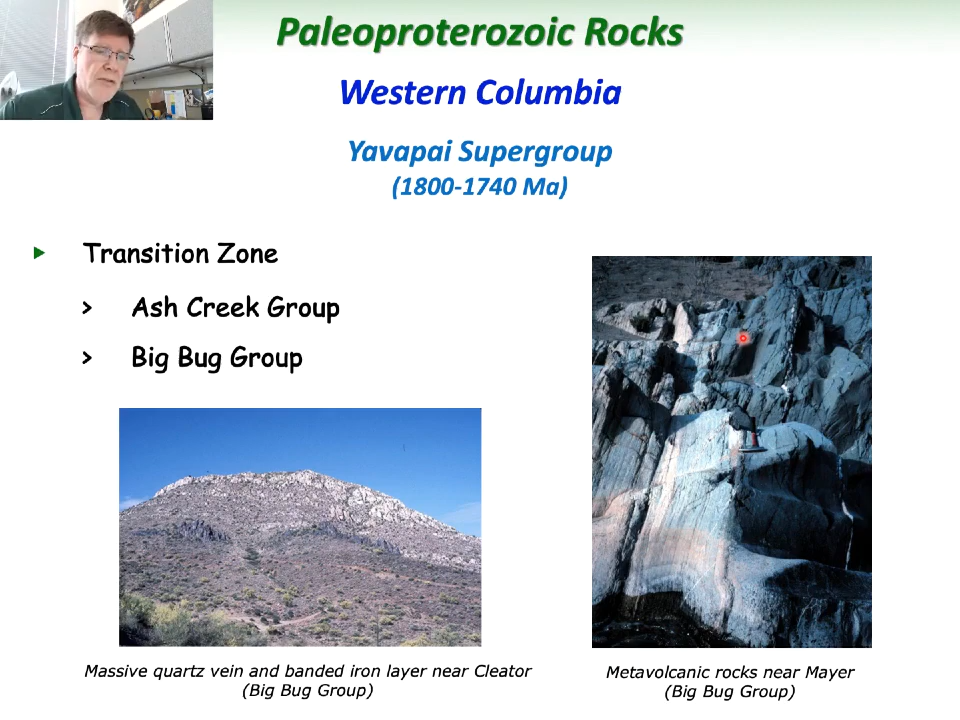 Paleoproterozoic Rocks
Western Columbia
Yavapai Supergroup
(1800-1740 Ma)
Transition Zone
> Ash Creek Group
> Big Bug Group
Massive quartz vein and banded iron layer near Cleator
(Big Bug Group)
Metavolcanic rocks near Mayer
(Big Bug Group)